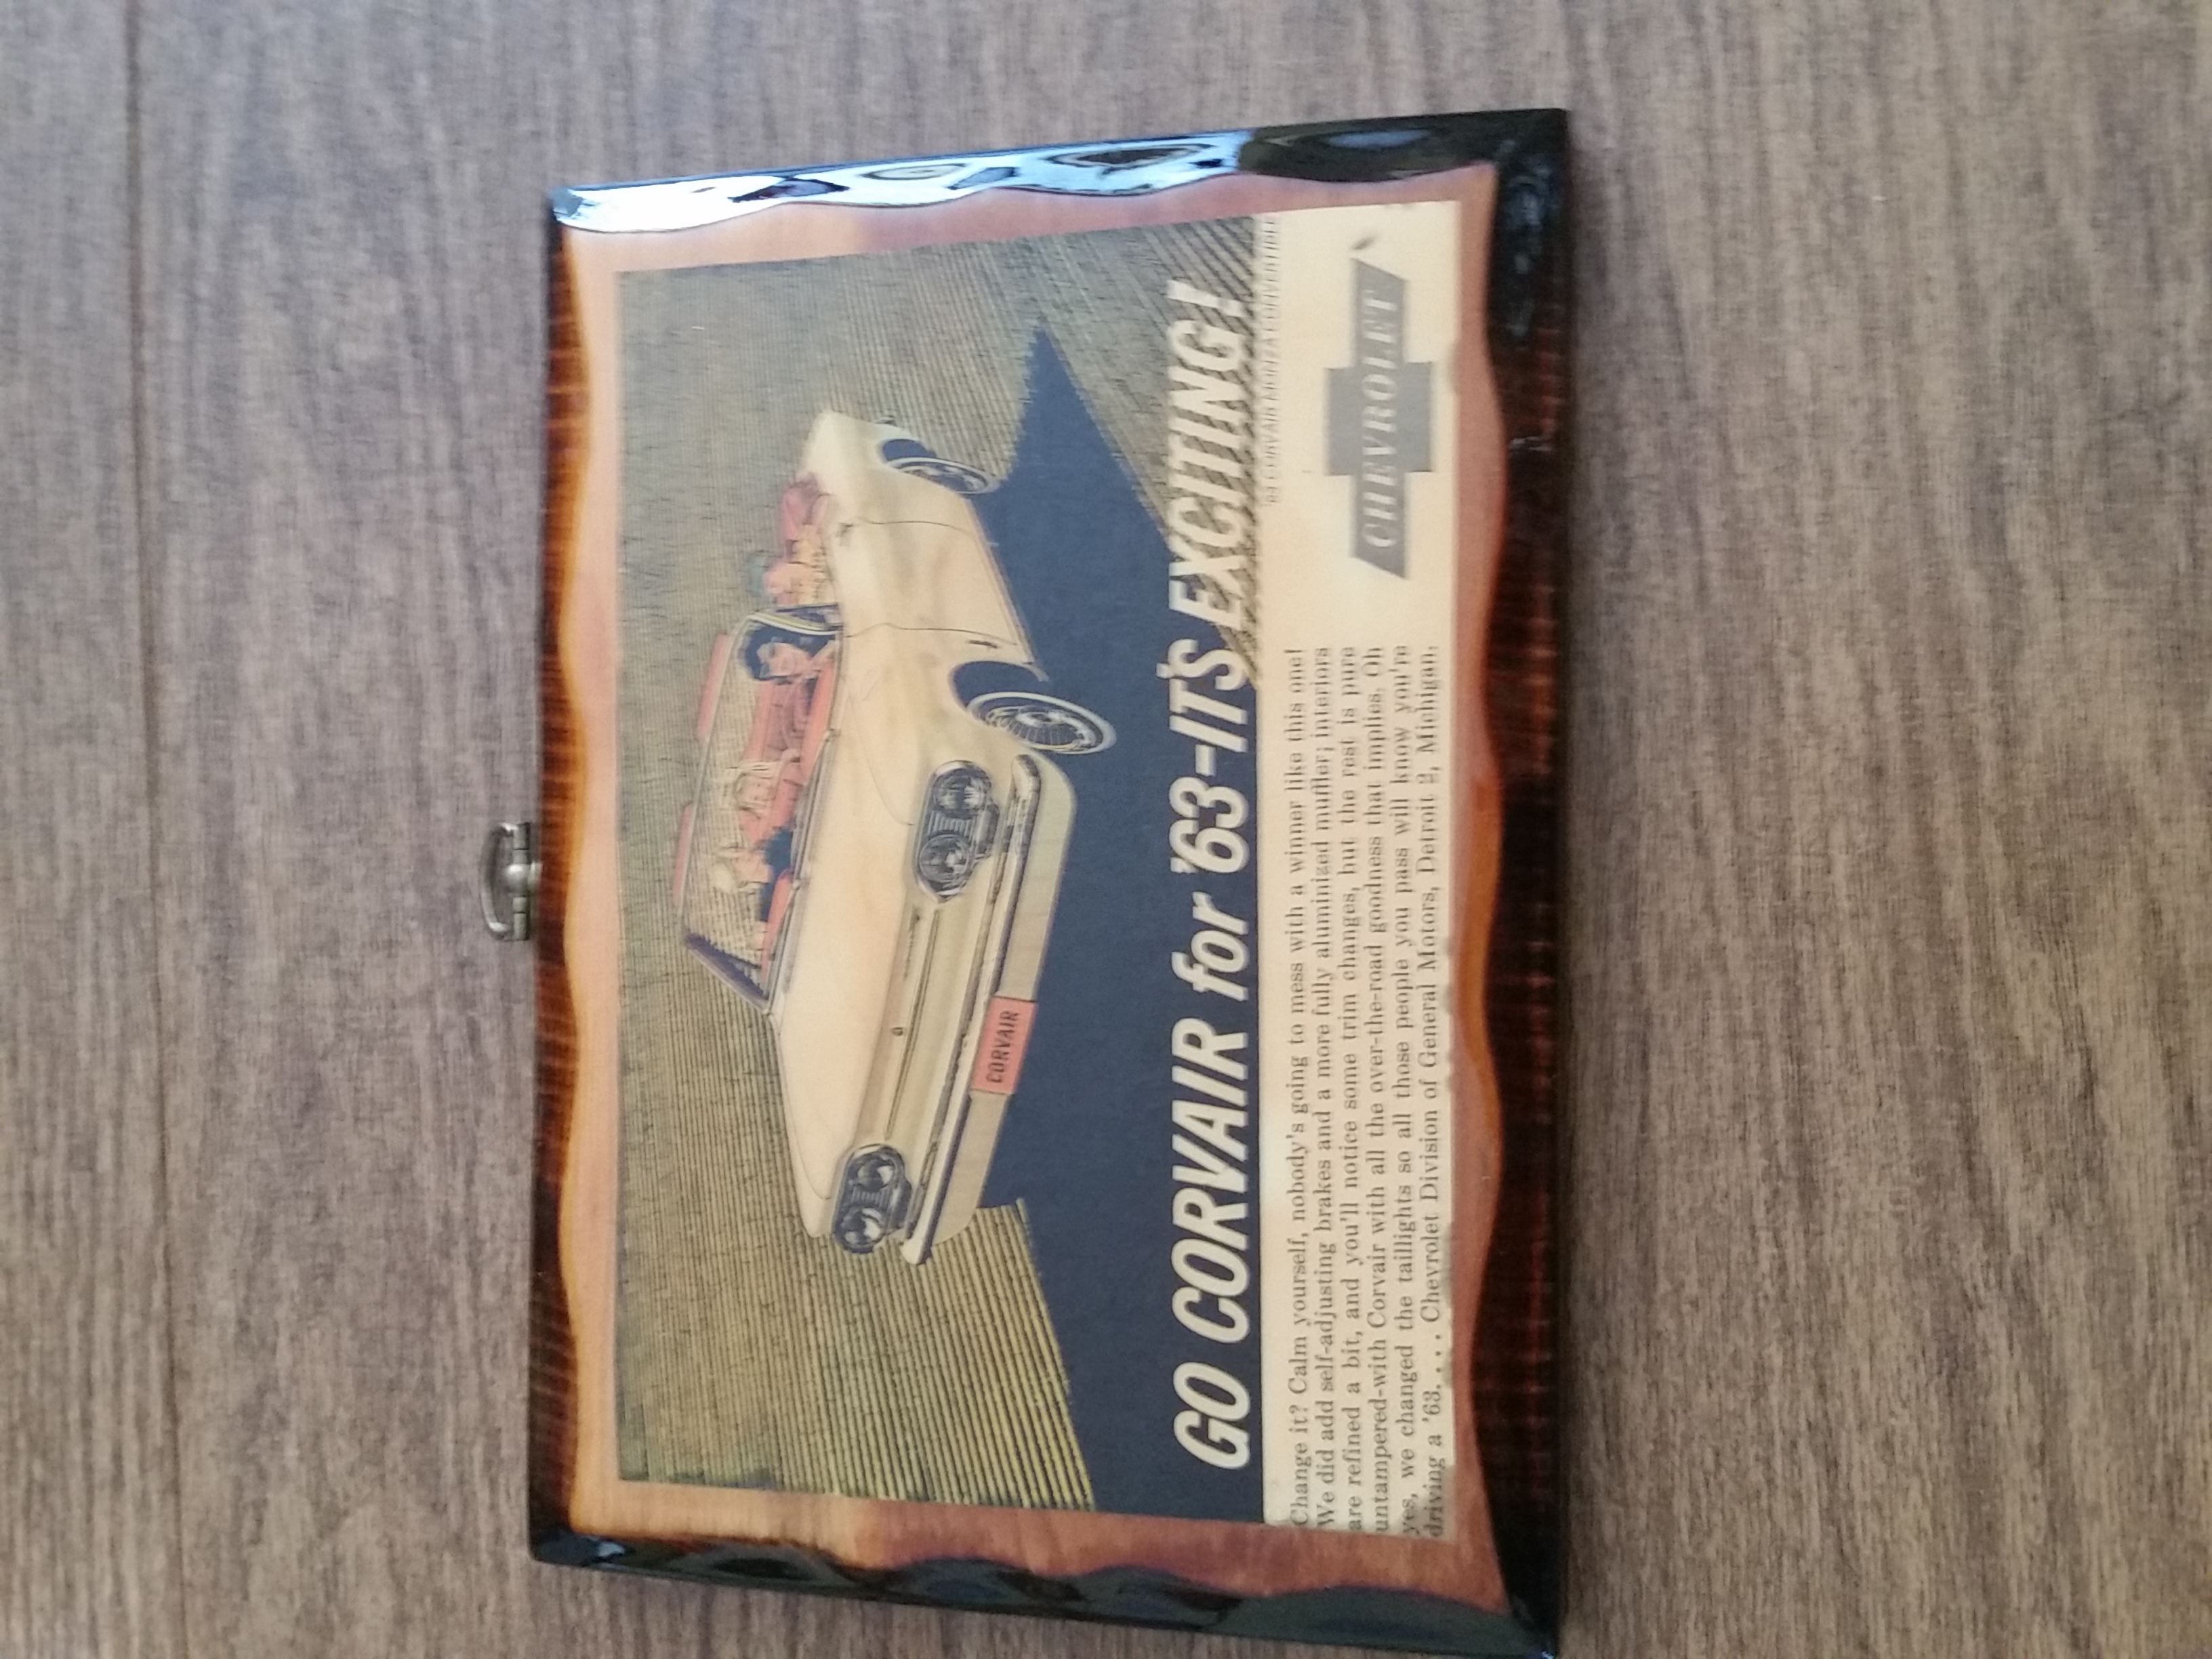 CORVAIR
GO CORVAIR for '63-IT'S EXCITING!
'63 CORVAIR MONZA CONVERTIBLE
Change it? Calm yourself, nobody's going to mess with a winner like this one!
We did add self-adjusting brakes and a more fully aluminized muffler; interiors
are refined a bit, and you'll notice some trim changes, but the rest is pure
untampered-with Corvair with all the over-the-road goodness that implies. Oh
yes, we changed the taillights so all those people you pass will know you're
driving a '63. . . . Chevrolet Division of General Motors, Detroit 2, Michigan.
CHEVROLET